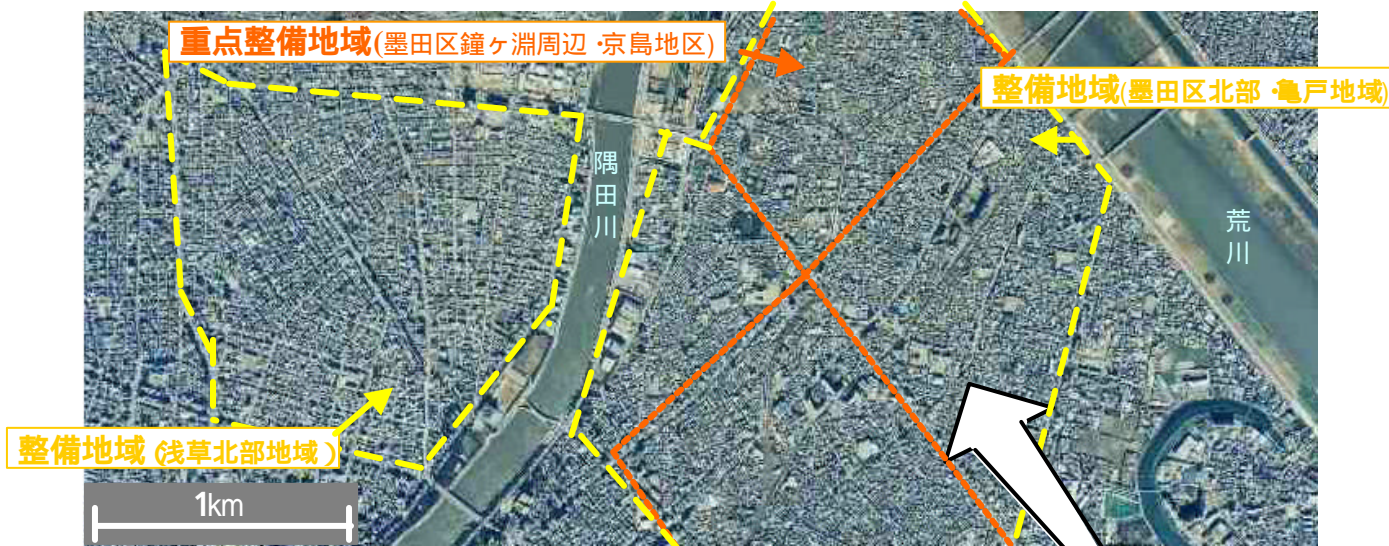 重点整備地域(墨田区鐘ヶ淵周辺・京島地区)
整備地域(墨田区北部・亀戸地域)
隅田川
荒川
整備地域(浅草北部地域)
1km